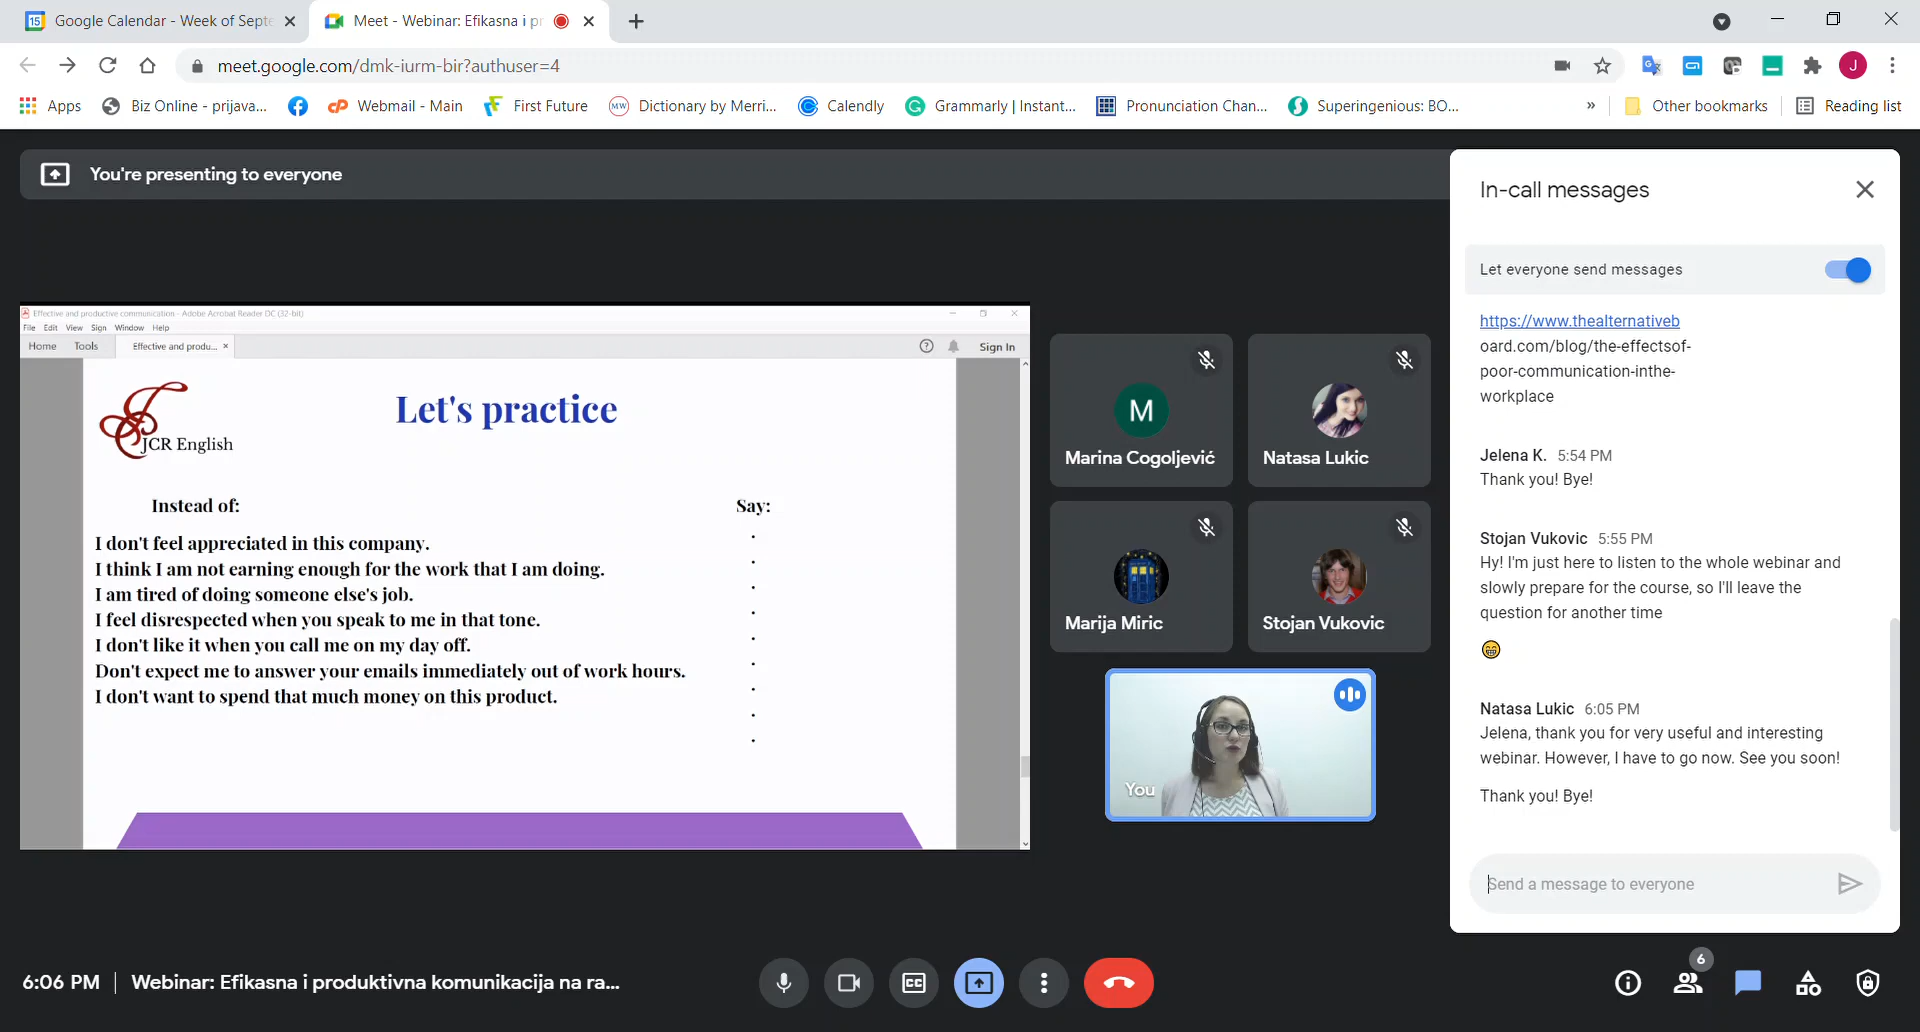 Google Calendar - Week of Septe
Meet - Webinar: Efikasna i pr
meet.google.com/dmk-iurm-bir?authuser=4
J
Apps
Biz Online - prijava...
Webmail - Main
First Future
Dictionary by Merri...
Calendly
Grammarly | Instant...
Pronunciation Chan...
Superingenious: BO...
»
Other bookmarks
Reading list
You're presenting to everyone
Effective and productive communication - Adobe Acrobat Reader DC (32-bit)
File Edit View Sign Window Help
Home Tools Effective and produ... × Sign In
JCR English
Let's practice
Instead of:
Say:
I don't feel appreciated in this company.
I think I am not earning enough for the work that I am doing.
I am tired of doing someone else's job.
I feel disrespected when you speak to me in that tone.
I don't like it when you call me on my day off.
Don't expect me to answer your emails immediately out of work hours.
I don't want to spend that much money on this product.
M
Marina Cogoljević
Natasa Lukic
Marija Miric
Stojan Vukovic
You
In-call messages
Let everyone send messages
https://www.thealternativeb
oard.com/blog/the-effectsof-
poor-communication-inthe-
workplace
Jelena K. 5:54 PM
Thank you! Bye!
Stojan Vukovic 5:55 PM
Hy! I'm just here to listen to the whole webinar and
slowly prepare for the course, so I'll leave the
question for another time
😁
Natasa Lukic 6:05 PM
Jelena, thank you for very useful and interesting
webinar. However, I have to go now. See you soon!
Thank you! Bye!
Send a message to everyone
6:06 PM | Webinar: Efikasna i produktivna komunikacija na ra...
CC
6